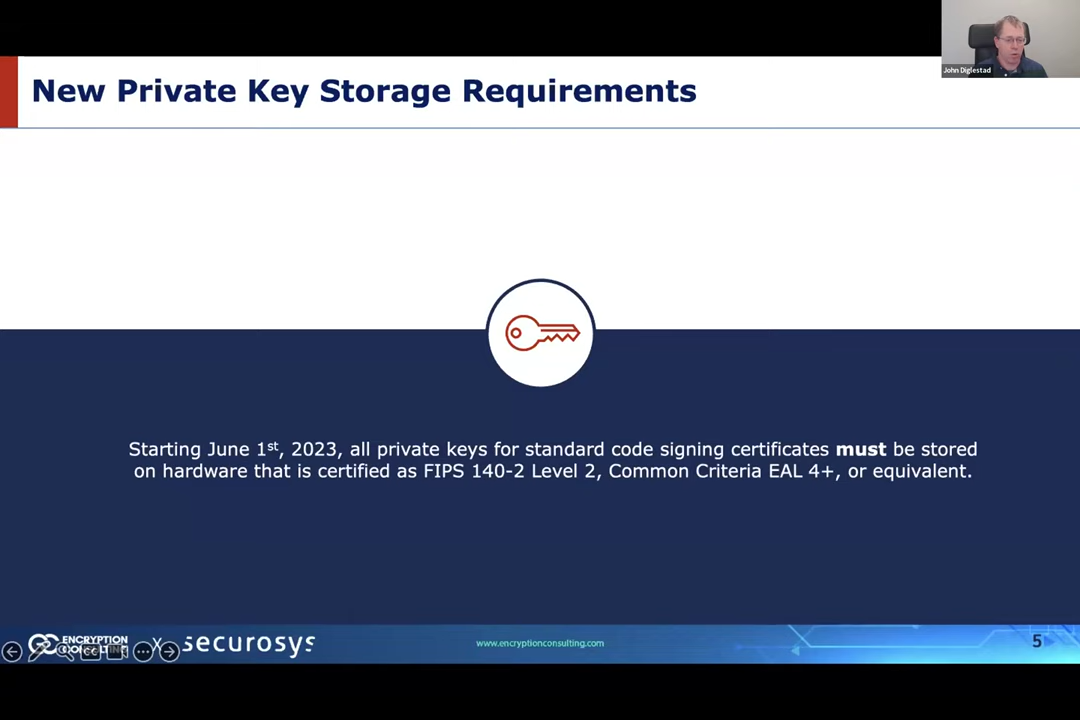 John Diglestad
New Private Key Storage Requirements
Starting June 1st, 2023, all private keys for standard code signing certificates must be stored
on hardware that is certified as FIPS 140-2 Level 2, Common Criteria EAL 4+, or equivalent.
ENCRYPTION
CONSULTING
X
securosys
www.encryptionconsulting.com
5